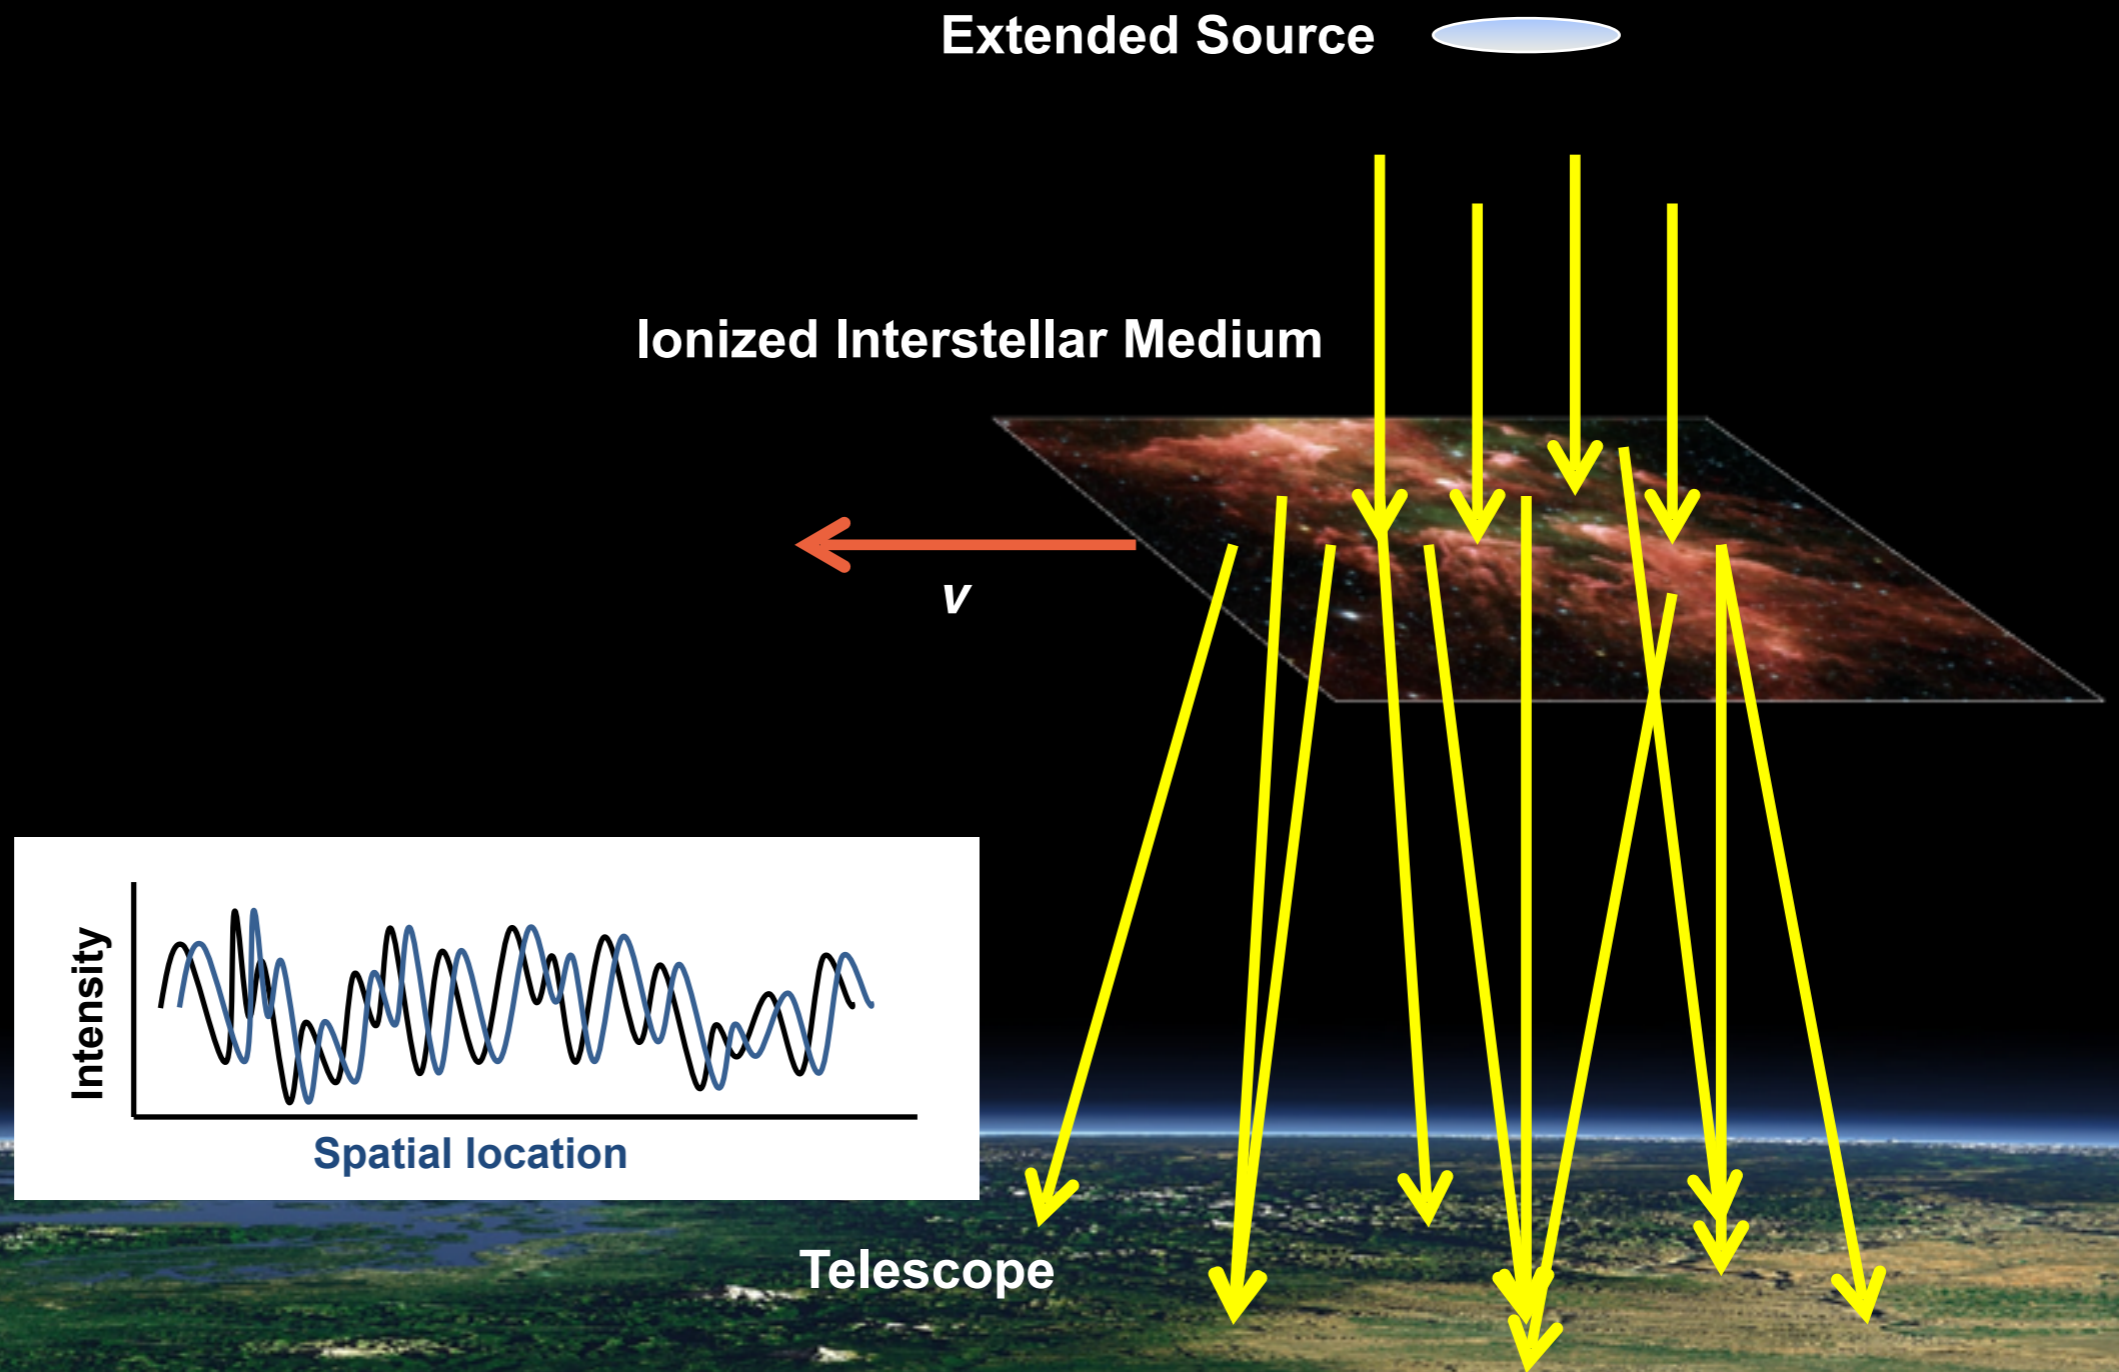 Extended Source
Ionized Interstellar Medium
v
Intensity
Spatial location
Telescope